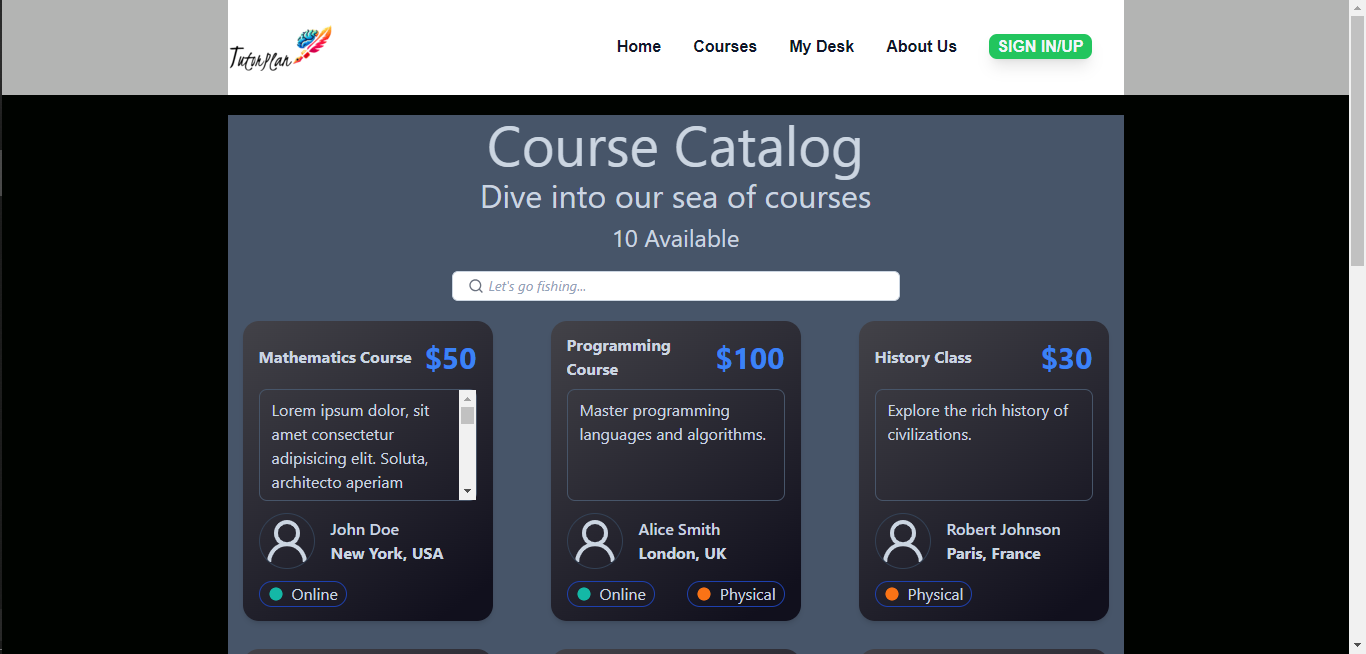 TutorPlan
Home Courses My Desk About Us SIGN IN/UP
Course Catalog
Dive into our sea of courses
10 Available
Let's go fishing...
Mathematics Course $50
Lorem ipsum dolor, sit
amet consectetur
adipisicing elit. Soluta,
architecto aperiam
John Doe
New York, USA
Online
Programming
Course
$100
Master programming
languages and algorithms.
Alice Smith
London, UK
Online Physical
History Class $30
Explore the rich history of
civilizations.
Robert Johnson
Paris, France
Physical